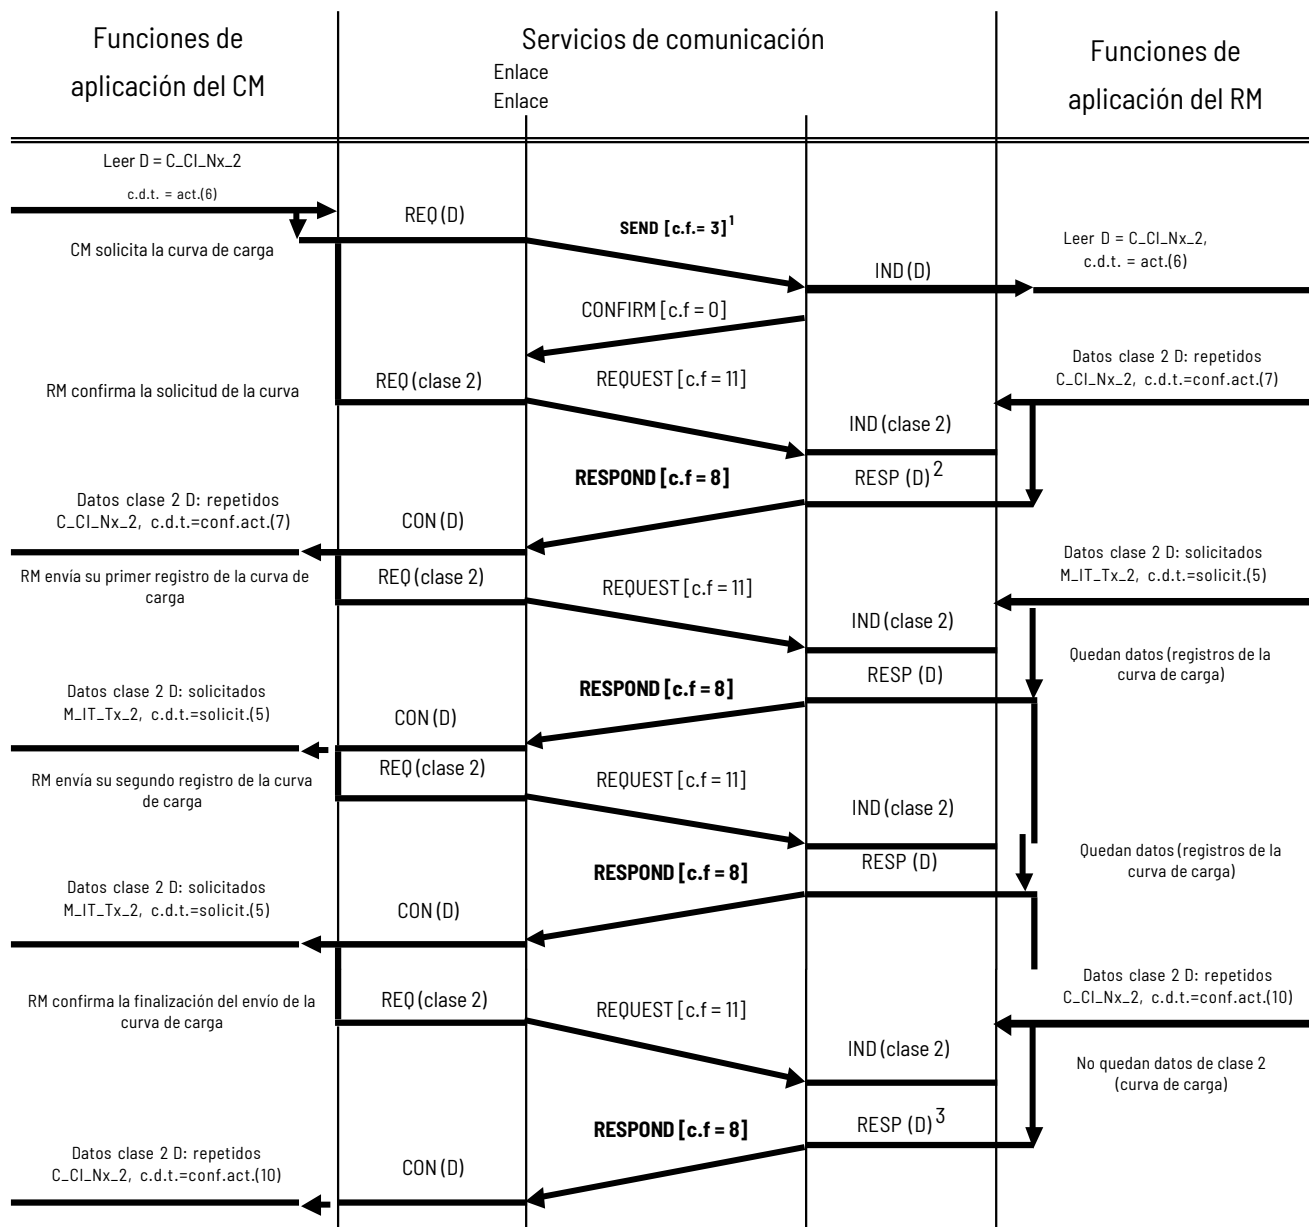 Funciones de
aplicación del CM
Servicios de comunicación
Enlace
Enlace
Funciones de
aplicación del RM
Leer D = C_CI_Nx_2
c.d.t. = act.(6)
REQ (D)
SEND [c.f.= 3]¹
CM solicita la curva de carga
Leer D = C_CI_Nx_2,
c.d.t. = act.(6)
IND (D)
CONFIRM [c.f = 0]
Datos clase 2 D: repetidos
C_CI_Nx_2, c.d.t.=conf.act.(7)
REQ (clase 2)
REQUEST [c.f = 11]
RM confirma la solicitud de la curva
IND (clase 2)
RESPOND [c.f = 8]
RESP (D)²
Datos clase 2 D: repetidos
C_CI_Nx_2, c.d.t.=conf.act.(7)
CON (D)
Datos clase 2 D: solicitados
M_IT_Tx_2, c.d.t.=solicit.(5)
RM envía su primer registro de la curva de
carga
REQ (clase 2)
REQUEST [c.f = 11]
IND (clase 2)
Quedan datos (registros de la
curva de carga)
RESP (D)
RESPOND [c.f = 8]
Datos clase 2 D: solicitados
M_IT_Tx_2, c.d.t.=solicit.(5)
CON (D)
REQ (clase 2)
RM envía su segundo registro de la curva
de carga
REQUEST [c.f = 11]
IND (clase 2)
RESP (D)
Quedan datos (registros de la
curva de carga)
RESPOND [c.f = 8]
Datos clase 2 D: solicitados
M_IT_Tx_2, c.d.t.=solicit.(5)
CON (D)
Datos clase 2 D: repetidos
C_CI_Nx_2, c.d.t.=conf.act.(10)
RM confirma la finalización del envío de la
curva de carga
REQ (clase 2)
REQUEST [c.f = 11]
IND (clase 2)
No quedan datos de clase 2
(curva de carga)
RESPOND [c.f = 8]
RESP (D)³
Datos clase 2 D: repetidos
C_CI_Nx_2, c.d.t.=conf.act.(10)
CON (D)